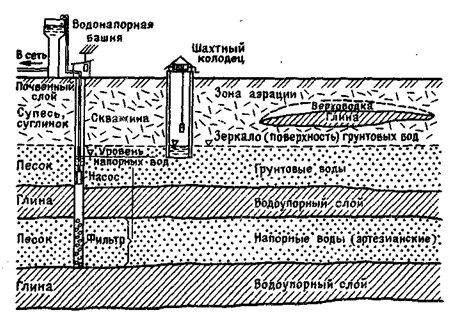 Водонапорная
башня
В сеть
Шахтный
колодец
Почвенный
слой
Зона аэрации
Верховодка
Глина
Супесь,
суглинок
Скважина
Зеркало (поверхность) грунтовых вод
Уровень
напорных вод
Песок
Насос
Грунтовые воды
Глина
Водоупорный слой
Песок
Фильтр
Напорные воды (артезианские)
Глина
Водоупорный слой